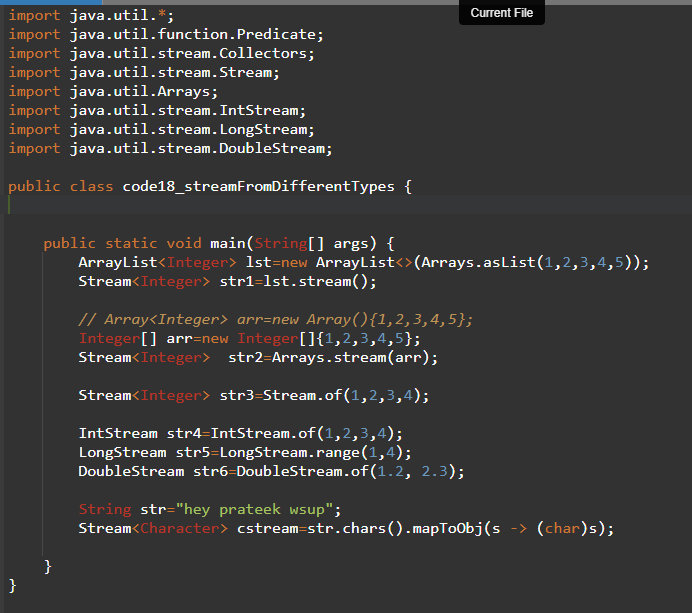 Current File
import java.util.*;
import java.util.function.Predicate;
import java.util.stream.Collectors;
import java.util.stream.Stream;
import java.util.Arrays;
import java.util.stream.IntStream;
import java.util.stream.LongStream;
import java.util.stream.DoubleStream;
public class code18_streamFromDifferentTypes {
public static void main(String[] args) {
ArrayList<Integer> lst=new ArrayList<>(Arrays.asList(1,2,3,4,5));
Stream<Integer> str1=lst.stream();
// Array<Integer> arr=new Array(){1,2,3,4,5};
Integer[] arr=new Integer[]{1,2,3,4,5};
Stream<Integer>  str2=Arrays.stream(arr);
Stream<Integer> str3=Stream.of(1,2,3,4);
IntStream str4=IntStream.of(1,2,3,4);
LongStream str5=LongStream.range(1,4);
DoubleStream str6=DoubleStream.of(1.2, 2.3);
String str="hey prateek wsup";
Stream<Character> cstream=str.chars().mapToObj(s -> (char)s);
}
}